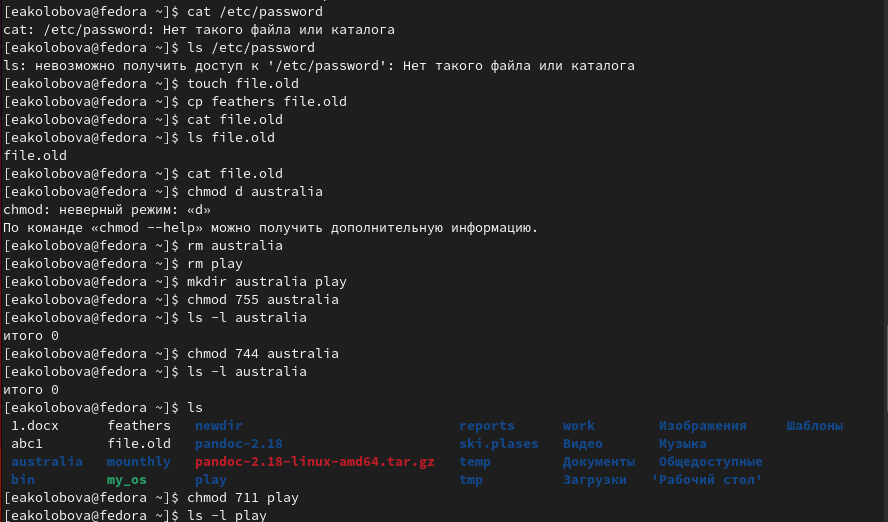 [eakolobova@fedora ~]$ cat /etc/password
cat: /etc/password: Нет такого файла или каталога
[eakolobova@fedora ~]$ ls /etc/password
ls: невозможно получить доступ к '/etc/password': Нет такого файла или каталога
[eakolobova@fedora ~]$ touch file.old
[eakolobova@fedora ~]$ cp feathers file.old
[eakolobova@fedora ~]$ cat file.old
[eakolobova@fedora ~]$ ls file.old
file.old
[eakolobova@fedora ~]$ cat file.old
[eakolobova@fedora ~]$ chmod d australia
chmod: неверный режим: «d»
По команде «chmod --help» можно получить дополнительную информацию.
[eakolobova@fedora ~]$ rm australia
[eakolobova@fedora ~]$ rm play
[eakolobova@fedora ~]$ mkdir australia play
[eakolobova@fedora ~]$ chmod 755 australia
[eakolobova@fedora ~]$ ls -l australia
итого 0
[eakolobova@fedora ~]$ chmod 744 australia
[eakolobova@fedora ~]$ ls -l australia
итого 0
[eakolobova@fedora ~]$ ls
1.docx feathers newdir reports work Изображения Шаблоны
abc1 file.old pandoc-2.18 ski.plases Видео Музыка
australia mounthly pandoc-2.18-linux-amd64.tar.gz temp Документы Общедоступные
bin my_os play tmp Загрузки 'Рабочий стол'
[eakolobova@fedora ~]$ chmod 711 play
[eakolobova@fedora ~]$ ls -l play